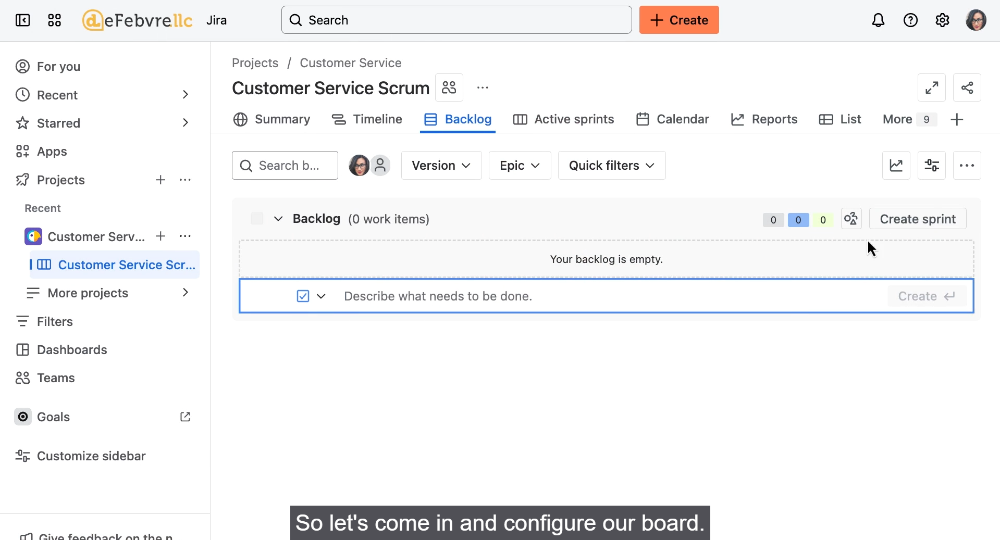 deFebvre llc Jira
Search
Create
For you
Recent
Starred
Apps
Projects
Recent
Customer Serv...
Customer Service Scr...
More projects
Filters
Dashboards
Teams
Goals
Customize sidebar
Give feedback on the n
Projects / Customer Service
Customer Service Scrum
Summary Timeline Backlog Active sprints Calendar Reports List More 9
Search b... Version Epic Quick filters
Backlog (0 work items) 0 0 0 Create sprint
Your backlog is empty.
Describe what needs to be done. Create
So let's come in and configure our board.